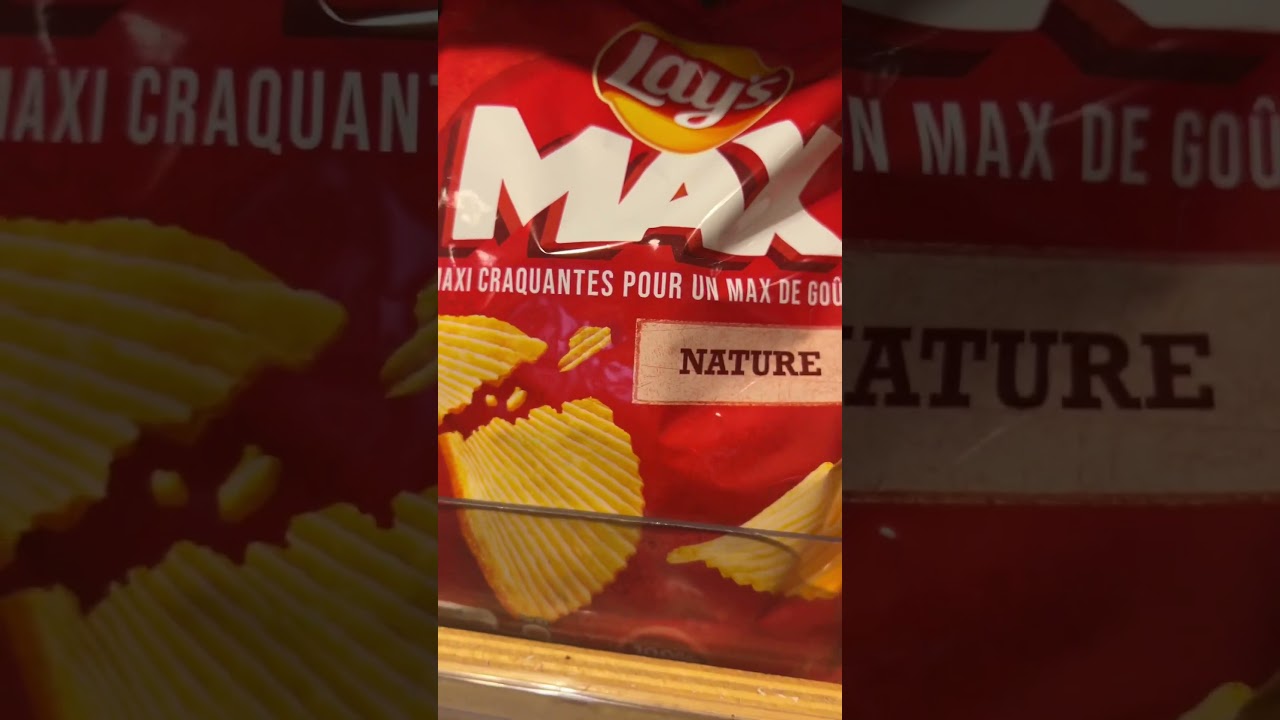 Lay's
MAX
MAXI CRAQUANTES POUR UN MAX DE GOÛ
NATURE